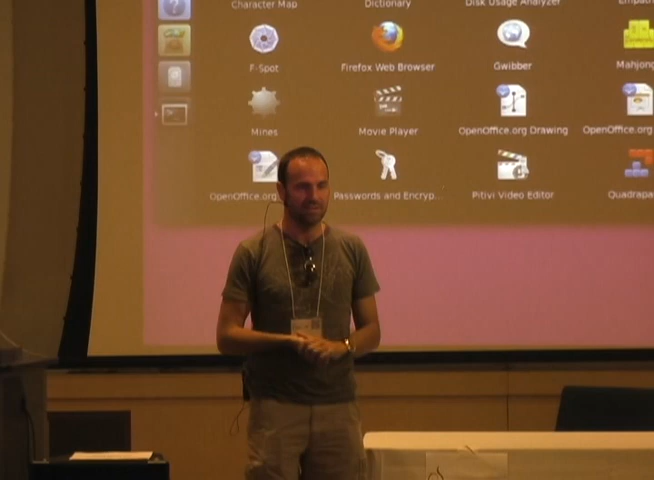 Character Map Dictionary Disk Usage Analyzer Empath
F-Spot Firefox Web Browser Gwibber Mahjong
Mines Movie Player OpenOffice.org Drawing OpenOffice.org
OpenOffice.org Passwords and Encryp... Pitivi Video Editor Quadrapa